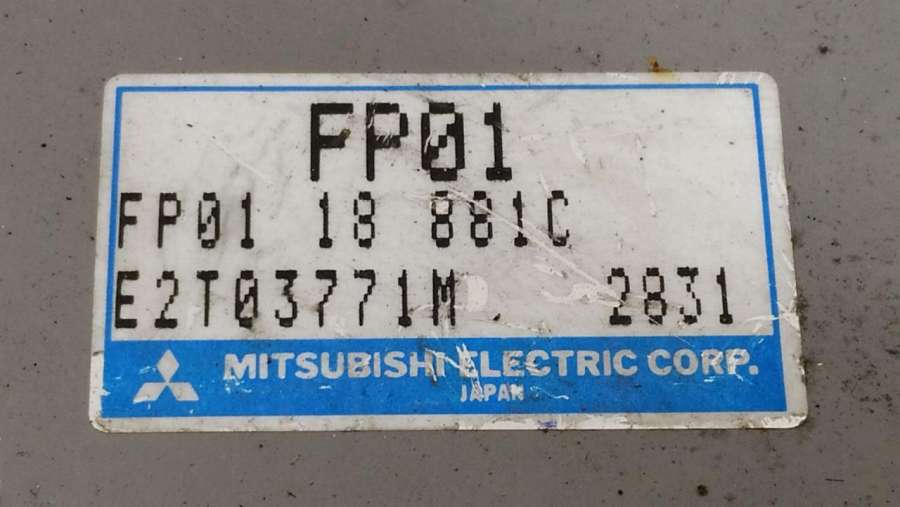 FP01
FP01 18 881C
E2T03771M 2831
MITSUBISHI ELECTRIC CORP.
JAPAN